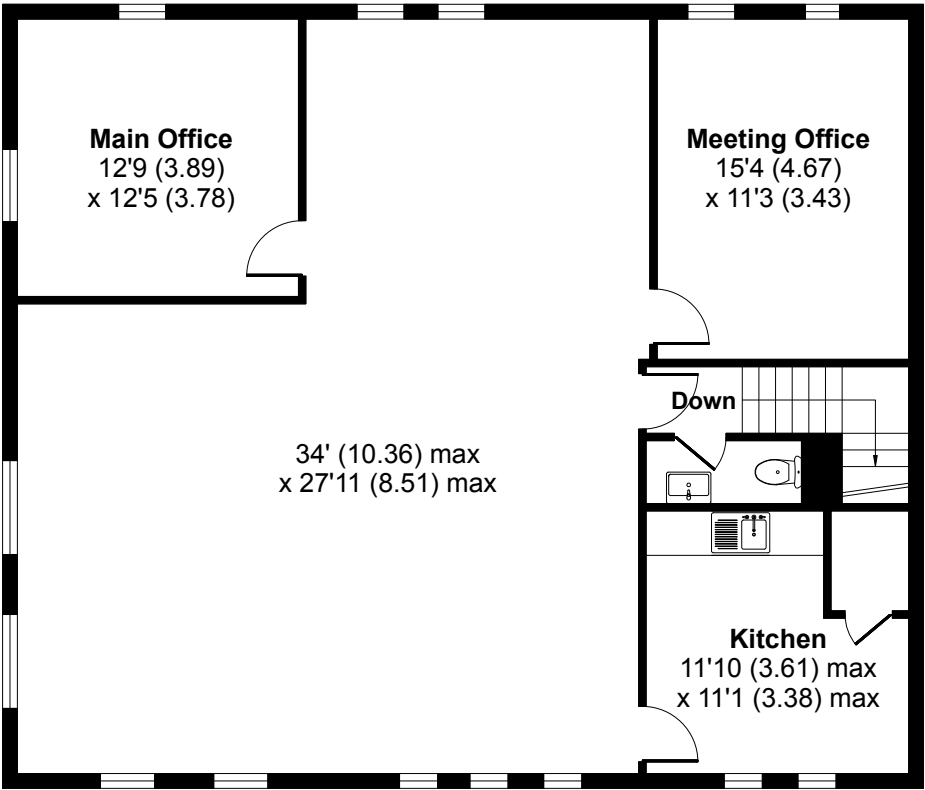 Main Office
12'9 (3.89)
x 12'5 (3.78)
Meeting Office
15'4 (4.67)
x 11'3 (3.43)
Down
34' (10.36) max
x 27'11 (8.51) max
Kitchen
11'10 (3.61) max
x 11'1 (3.38) max